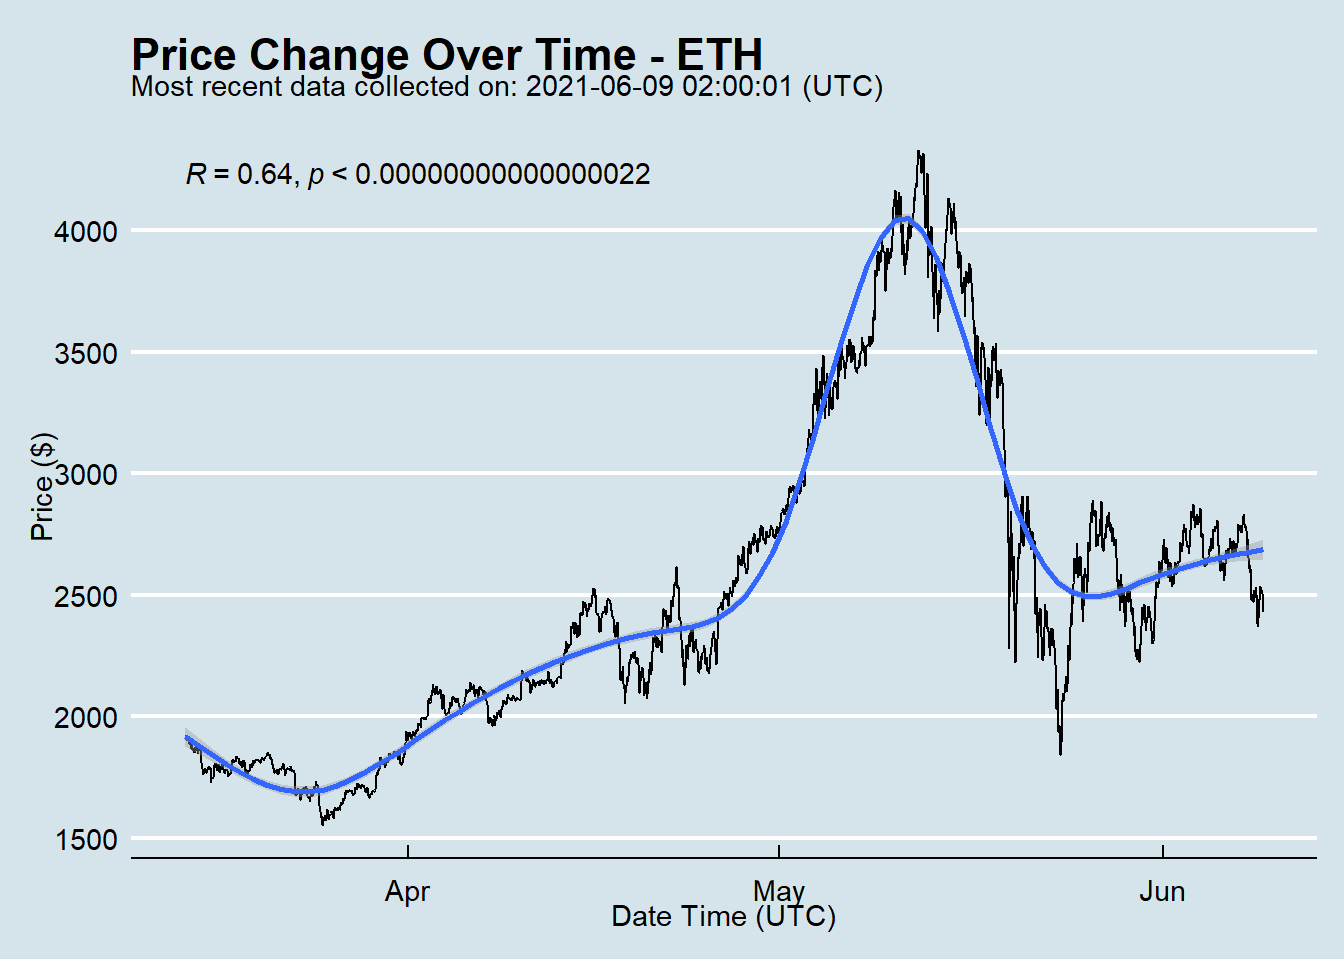 Price Change Over Time - ETH
Most recent data collected on: 2021-06-09 02:00:01 (UTC)
R = 0.64, p < 0.00000000000000022
4000
3500
3000
2500
2000
1500
Price ($)
Apr
May
Jun
Date Time (UTC)